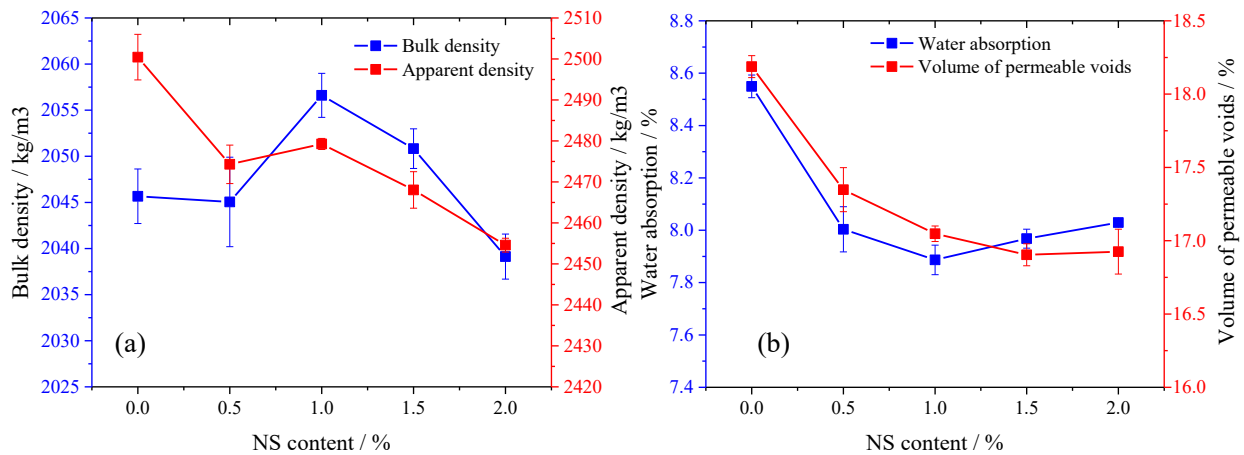 Bulk density / kg/m3
2065
2060
2055
2050
2045
2040
2035
2030
2025
Bulk density
Apparent density
(a)
0.0 0.5 1.0 1.5 2.0
NS content / %
2510
2500
2490
2480
2470
2460
2450
2440
2430
2420
Apparent density / kg/m3
Water absorption / %
8.8
8.6
8.4
8.2
8.0
7.8
7.6
7.4
Water absorption
Volume of permeable voids
(b)
0.0 0.5 1.0 1.5 2.0
NS content / %
18.5
18.0
17.5
17.0
16.5
16.0
Volume of permeable voids / %